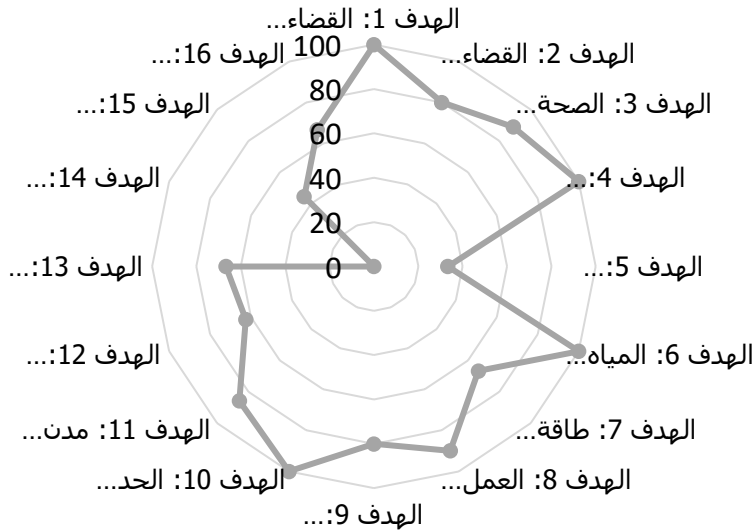 الهدف 1: القضاء...
الهدف 2: القضاء...
الهدف 3: الصحة...
الهدف 4:...
الهدف 5:...
الهدف 6: المياه...
الهدف 7: طاقة...
الهدف 8: العمل...
الهدف 9:...
الهدف 10: الحد...
الهدف 11: مدن...
الهدف 12:...
الهدف 13:...
الهدف 14:...
الهدف 15:...
الهدف 16:...
100
80
60
40
20
0